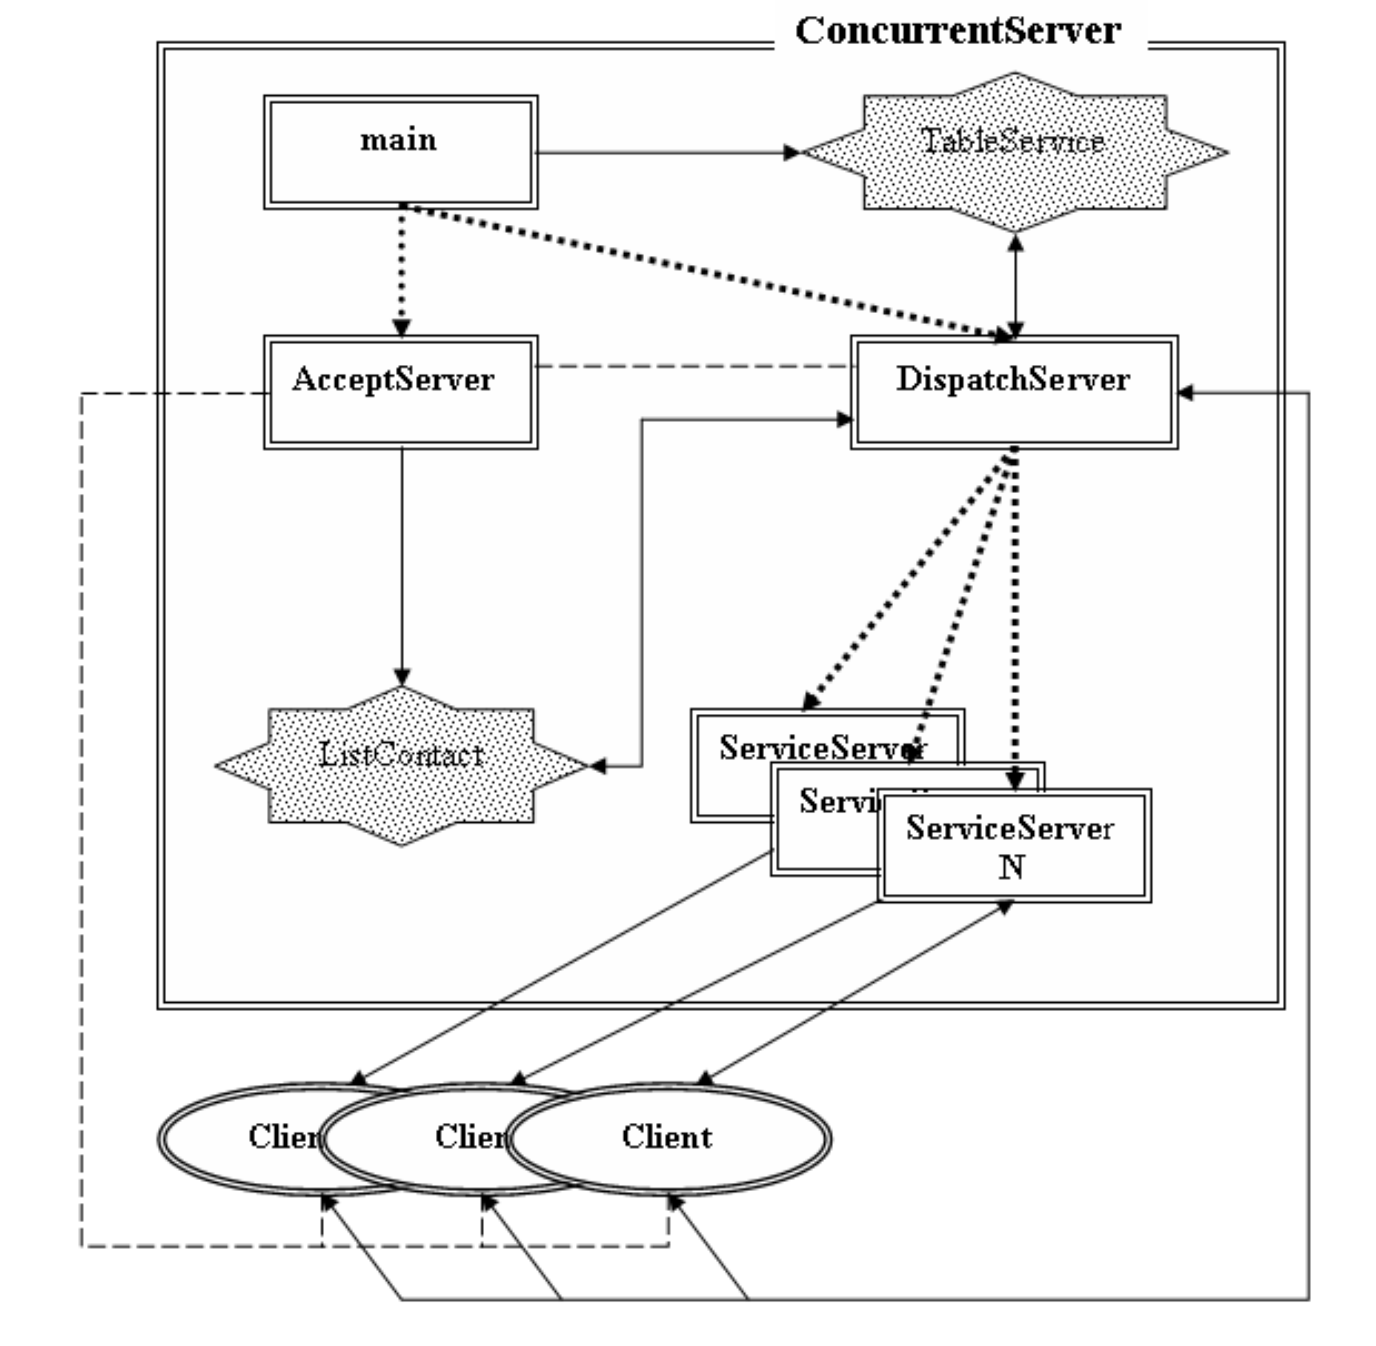 ConcurrentServer
main
TableService
AcceptServer
DispatchServer
ListContact
ServiceServer
ServiceServer
N
Client